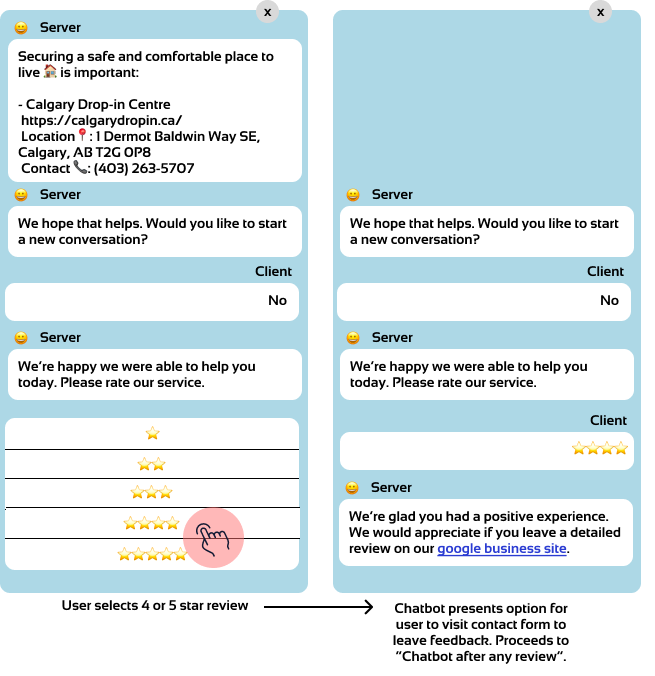 x
Server
Securing a safe and comfortable place to
live 🏠 is important:
- Calgary Drop-in Centre
https://calgarydropin.ca/
Location📍: 1 Dermot Baldwin Way SE,
Calgary, AB T2G 0P8
Contact 📞: (403) 263-5707
Server
We hope that helps. Would you like to start
a new conversation?
Client
No
Server
We're happy we were able to help you
today. Please rate our service.
User selects 4 or 5 star review
x
Server
We hope that helps. Would you like to start
a new conversation?
Client
No
Server
We're happy we were able to help you
today. Please rate our service.
Client
Server
We're glad you had a positive experience.
We would appreciate if you leave a detailed
review on our google business site.
Chatbot presents option for
user to visit contact form to
leave feedback. Proceeds to
"Chatbot after any review".